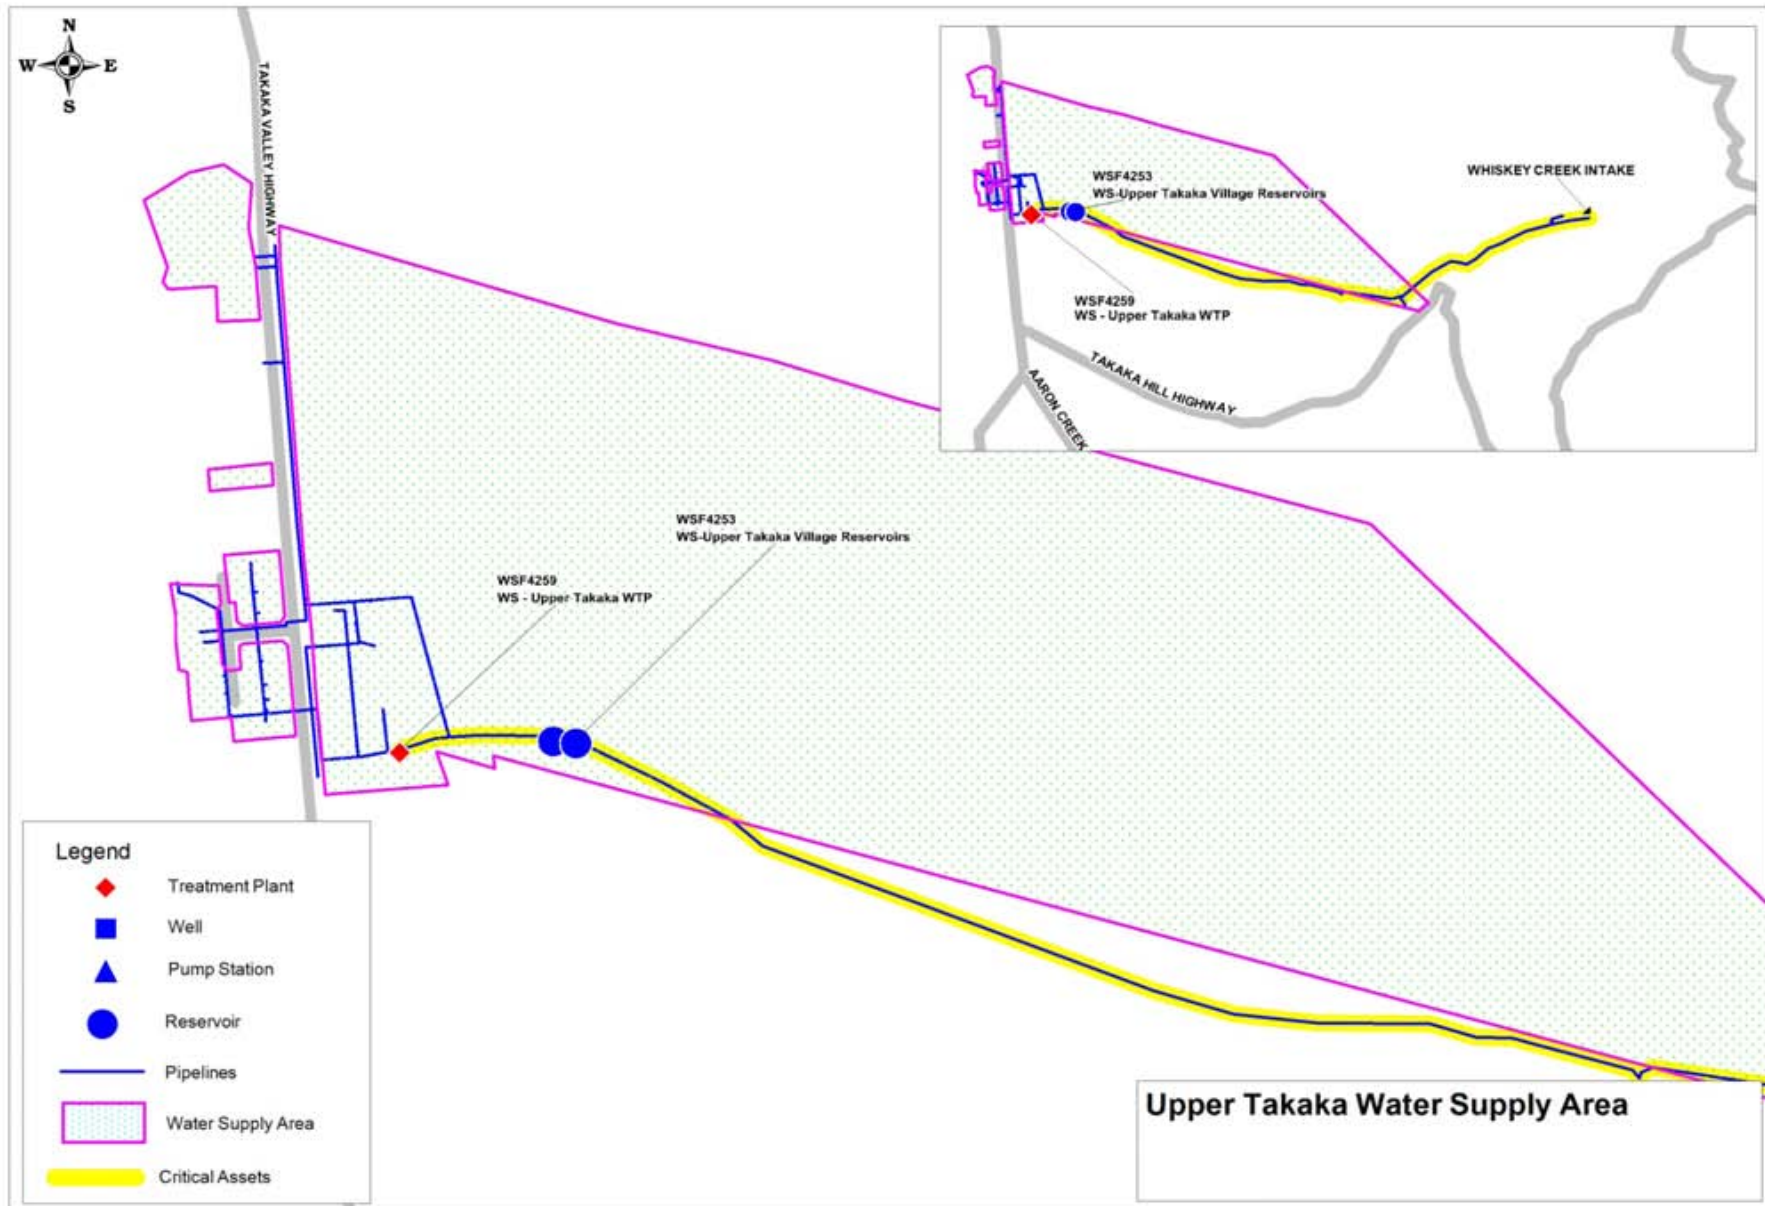 N
W E
S
TAKAKA VALLEY HIGHWAY
WHISKEY CREEK INTAKE
WSF4253
WS-Upper Takaka Village Reservoirs
WSF4259
WS - Upper Takaka WTP
TAKAKA HILL HIGHWAY
AARON CREEK
WSF4253
WS-Upper Takaka Village Reservoirs
WSF4259
WS - Upper Takaka WTP
Legend
Treatment Plant
Well
Pump Station
Reservoir
Pipelines
Water Supply Area
Critical Assets
Upper Takaka Water Supply Area